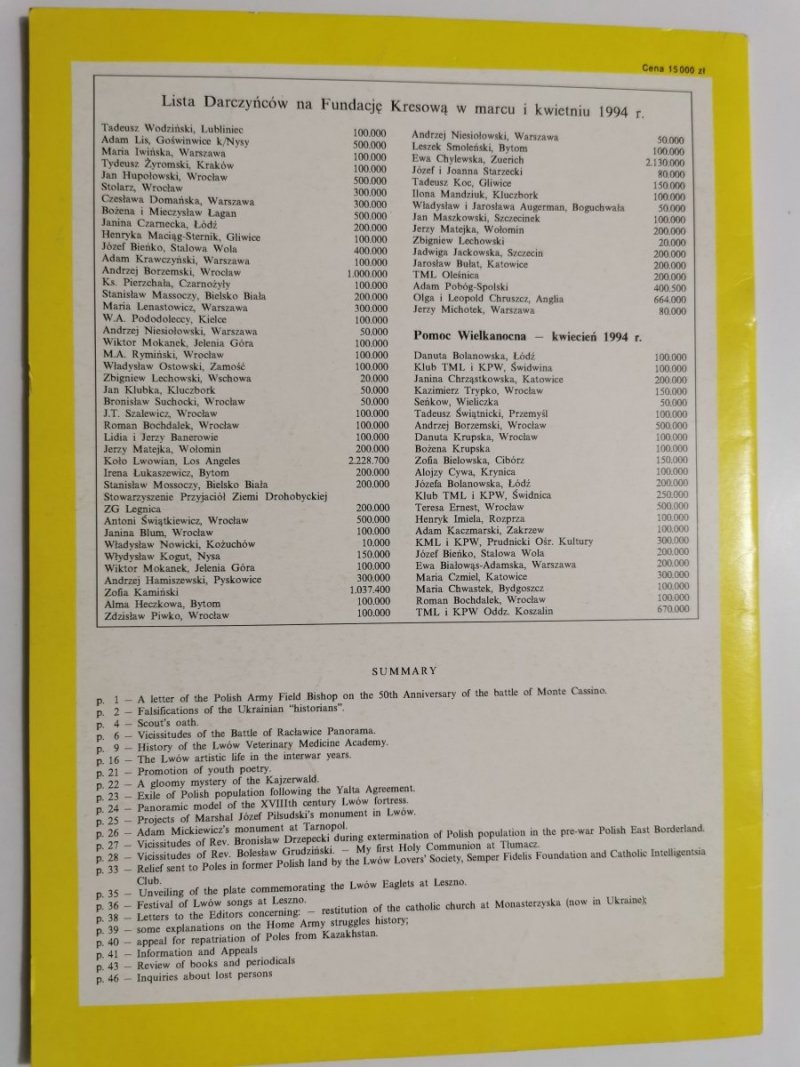 Cena 15 000 zł
Lista Darczyńców na Fundację Kresową w marcu i kwietniu 1994 r.
Tadeusz Wodziński, Lubliniec 100.000
Adam Lis, Goświnwice k/Nysy 500.000
Maria Iwińska, Warszawa 100.000
Tydeusz Żyromski, Kraków 100.000
Jan Hupołowski, Wrocław 500.000
Stolarz, Wrocław 300.000
Czesława Domańska, Warszawa 300.000
Bożena i Mieczysław Łagan 500.000
Janina Czarnecka, Łódź 200.000
Henryka Maciąg-Sternik, Gliwice 100.000
Józef Bieńko, Stalowa Wola 400.000
Adam Krawczyński, Warszawa 100.000
Andrzej Borzemski, Wrocław 1.000.000
Ks. Pierzchała, Czarnożyły 100.000
Stanisław Massoczy, Bielsko Biała 200.000
Maria Lenastowicz, Warszawa 300.000
W.A. Pododoleccy, Kielce 100.000
Andrzej Niesiołowski, Warszawa 50.000
Wiktor Mokanek, Jelenia Góra 100.000
M.A. Rymiński, Wrocław 100.000
Władysław Ostowski, Zamość 100.000
Zbigniew Lechowski, Wschowa 20.000
Jan Klubka, Kluczbork 50.000
Bronisław Suchocki, Wrocław 50.000
J.T. Szalewicz, Wrocław 100.000
Roman Bochdalek, Wrocław 100.000
Lidia i Jerzy Banerowie 100.000
Jerzy Matejka, Wołomin 200.000
Koło Lwowian, Los Angeles 2.228.700
Irena Łukaszewicz, Bytom 200.000
Stanisław Mossoczy, Bielsko Biała 200.000
Stowarzyszenie Przyjaciół Ziemi Drohobyckiej
ZG Legnica 200.000
Antoni Świątkiewicz, Wrocław 500.000
Janina Blum, Wrocław 100.000
Władysław Nowicki, Kożuchów 10.000
Włydysław Kogut, Nysa 150.000
Wiktor Mokanek, Jelenia Góra 100.000
Andrzej Hamiszewski, Pyskowice 300.000
Zofia Kamiński 1.037.400
Alma Heczkowa, Bytom 100.000
Zdzisław Piwko, Wrocław 100.000
Andrzej Niesiołowski, Warszawa 50.000
Leszek Smoleński, Bytom 100.000
Ewa Chylewska, Zuerich 2.130.000
Józef i Joanna Starzecki 80.000
Tadeusz Koc, Gliwice 150.000
Ilona Mandziuk, Kluczbork 100.000
Władysław i Jarosława Augerman, Boguchwała 50.000
Jan Maszkowski, Szczecinek 100.000
Jerzy Matejka, Wołomin 200.000
Zbigniew Lechowski 20.000
Jadwiga Jackowska, Szczecin 200.000
Jarosław Bułat, Katowice 200.000
TML Oleśnica 200.000
Adam Pobóg-Spolski 400.500
Olga i Leopold Chruszcz, Anglia 664.000
Jerzy Michotek, Warszawa 80.000
Pomoc Wielkanocna — kwiecień 1994 r.
Danuta Bolanowska, Łódź 100.000
Klub TML i KPW, Świdwina 100.000
Janina Chrząstkowska, Katowice 200.000
Kazimierz Trypko, Wrocław 150.000
Seńkow, Wieliczka 50.000
Tadeusz Świątnicki, Przemyśl 100.000
Andrzej Borzemski, Wrocław 500.000
Danuta Krupska, Wrocław 100.000
Bożena Krupska 100.000
Zofia Bielowska, Cibórz 150.000
Alojzy Cywa, Krynica 100.000
Józefa Bolanowska, Łódź 200.000
Klub TML i KPW, Świdnica 250.000
Teresa Ernest, Wrocław 500.000
Henryk Imiela, Rozprza 100.000
Adam Kaczmarski, Zakrzew 100.000
KML i KPW, Prudnicki Ośr. Kultury 300.000
Józef Bieńko, Stalowa Wola 200.000
Ewa Białowąs-Adamska, Warszawa 200.000
Maria Czmiel, Katowice 300.000
Maria Chwastek, Bydgoszcz 100.000
Roman Bochdalek, Wrocław 100.000
TML i KPW Oddz. Koszalin 670.000
SUMMARY
p. 1 — A letter of the Polish Army Field Bishop on the 50th Anniversary of the battle of Monte Cassino.
p. 2 — Falsifications of the Ukrainian "historians".
p. 4 — Scout's oath.
p. 6 — Vicissitudes of the Battle of Racławice Panorama.
p. 9 — History of the Lwów Veterinary Medicine Academy.
p. 16 — The Lwów artistic life in the interwar years.
p. 21 — Promotion of youth poetry.
p. 22 — A gloomy mystery of the Kajzerwald.
p. 23 — Exile of Polish population following the Yalta Agreement.
p. 24 — Panoramic model of the XVIIIth century Lwów fortress.
p. 25 — Projects of Marshal Józef Piłsudski's monument in Lwów.
p. 26 — Adam Mickiewicz's monument at Tarnopol.
p. 27 — Vicissitudes of Rev. Bronisław Drzepecki during extermination of Polish population in the pre-war Polish East Borderland.
p. 28 — Vicissitudes of Rev. Bolesław Grudziński. — My first Holy Communion at Tłumacz.
p. 33 — Relief sent to Poles in former Polish land by the Lwów Lovers' Society, Semper Fidelis Foundation and Catholic Intelligentsia
Club.
p. 35 — Unveiling of the plate commemorating the Lwów Eaglets at Leszno.
p. 36 — Festival of Lwów songs at Leszno.
p. 38 — Letters to the Editors concerning: — restitution of the catholic church at Monasterzyska (now in Ukraine);
p. 39 — some explanations on the Home Army struggles history;
p. 40 — appeal for repatriation of Poles from Kazakhstan.
p. 41 — Information and Appeals
p. 43 — Review of books and periodicals
p. 46 — Inquiries about lost persons